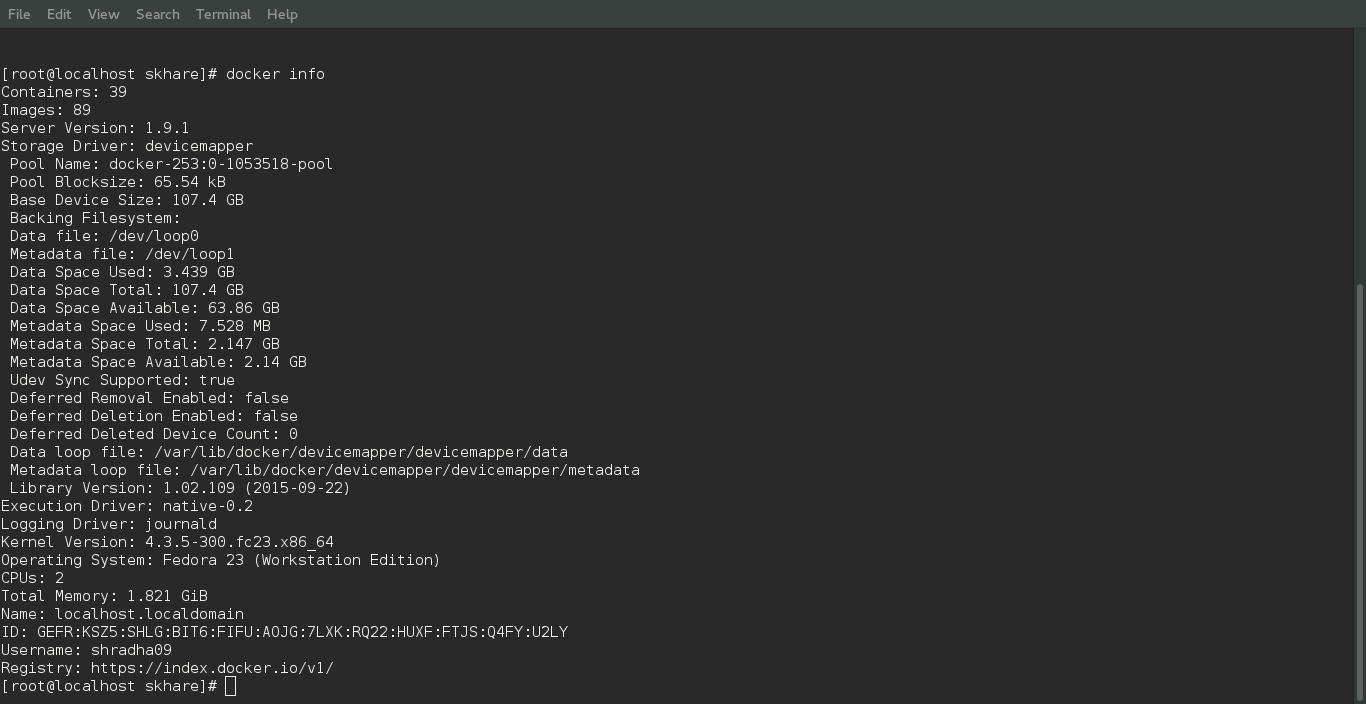 File Edit View Search Terminal Help
[root@localhost skhare]# docker info
Containers: 39
Images: 89
Server Version: 1.9.1
Storage Driver: devicemapper
 Pool Name: docker-253:0-1053518-pool
 Pool Blocksize: 65.54 kB
 Base Device Size: 107.4 GB
 Backing Filesystem:
 Data file: /dev/loop0
 Metadata file: /dev/loop1
 Data Space Used: 3.439 GB
 Data Space Total: 107.4 GB
 Data Space Available: 63.86 GB
 Metadata Space Used: 7.528 MB
 Metadata Space Total: 2.147 GB
 Metadata Space Available: 2.14 GB
 Udev Sync Supported: true
 Deferred Removal Enabled: false
 Deferred Deletion Enabled: false
 Deferred Deleted Device Count: 0
 Data loop file: /var/lib/docker/devicemapper/devicemapper/data
 Metadata loop file: /var/lib/docker/devicemapper/devicemapper/metadata
 Library Version: 1.02.109 (2015-09-22)
Execution Driver: native-0.2
Logging Driver: journald
Kernel Version: 4.3.5-300.fc23.x86_64
Operating System: Fedora 23 (Workstation Edition)
CPUs: 2
Total Memory: 1.821 GiB
Name: localhost.localdomain
ID: GEFR:KSZ5:SHLG:BIT6:FIFU:AOJG:7LXK:RQ22:HUXF:FTJS:Q4FY:U2LY
Username: shradha09
Registry: https://index.docker.io/v1/
[root@localhost skhare]#